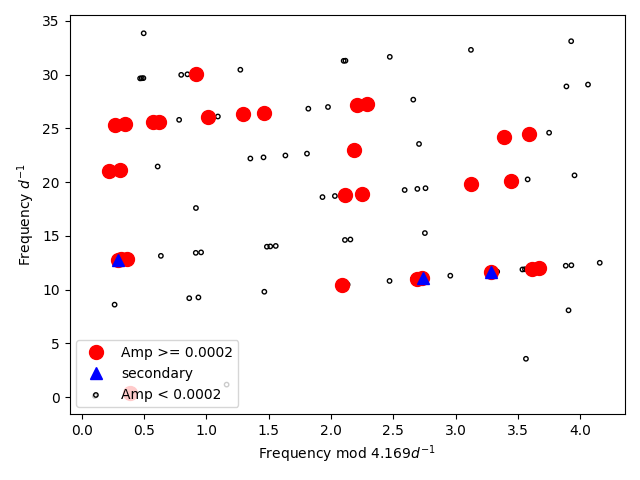 35
30
25
20
15
10
5
0
Frequency $d^{-1}$
Amp >= 0.0002
secondary
Amp < 0.0002
0.0 0.5 1.0 1.5 2.0 2.5 3.0 3.5 4.0
Frequency mod 4.169$d^{-1}$